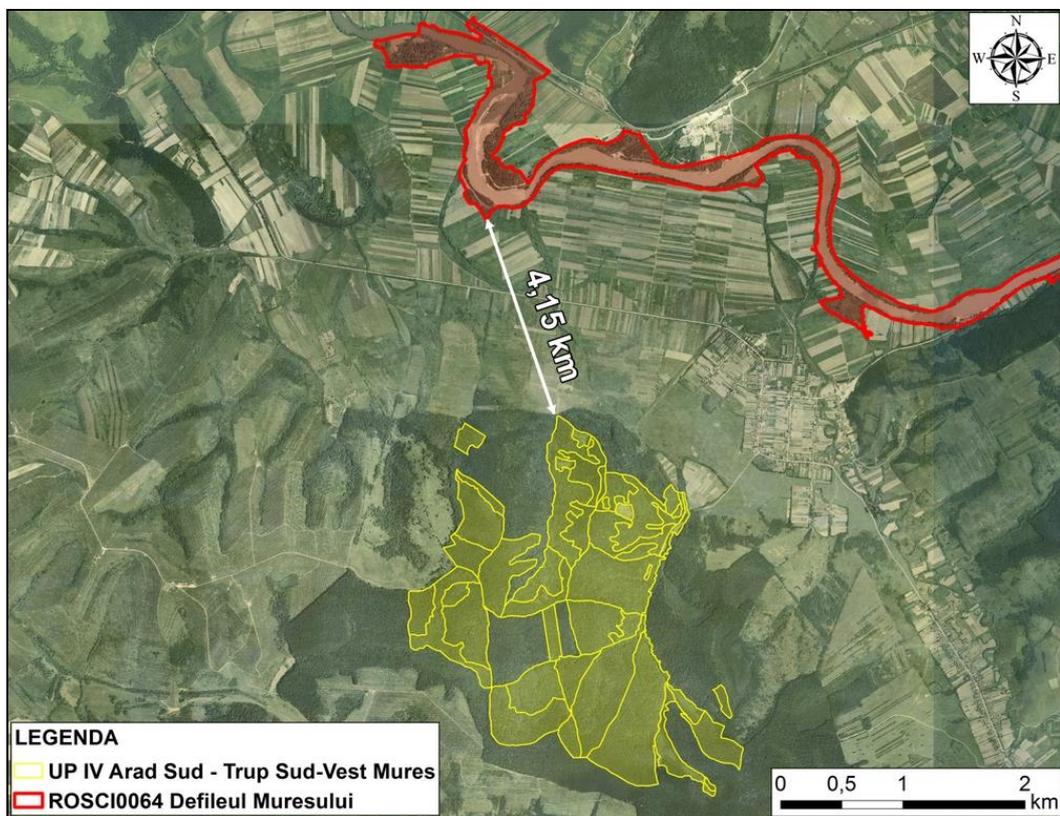 N
W E
S
4,15 km
LEGENDA
UP IV Arad Sud - Trup Sud-Vest Mures
ROSCI0064 Defileul Muresului
0 0,5 1 2
km